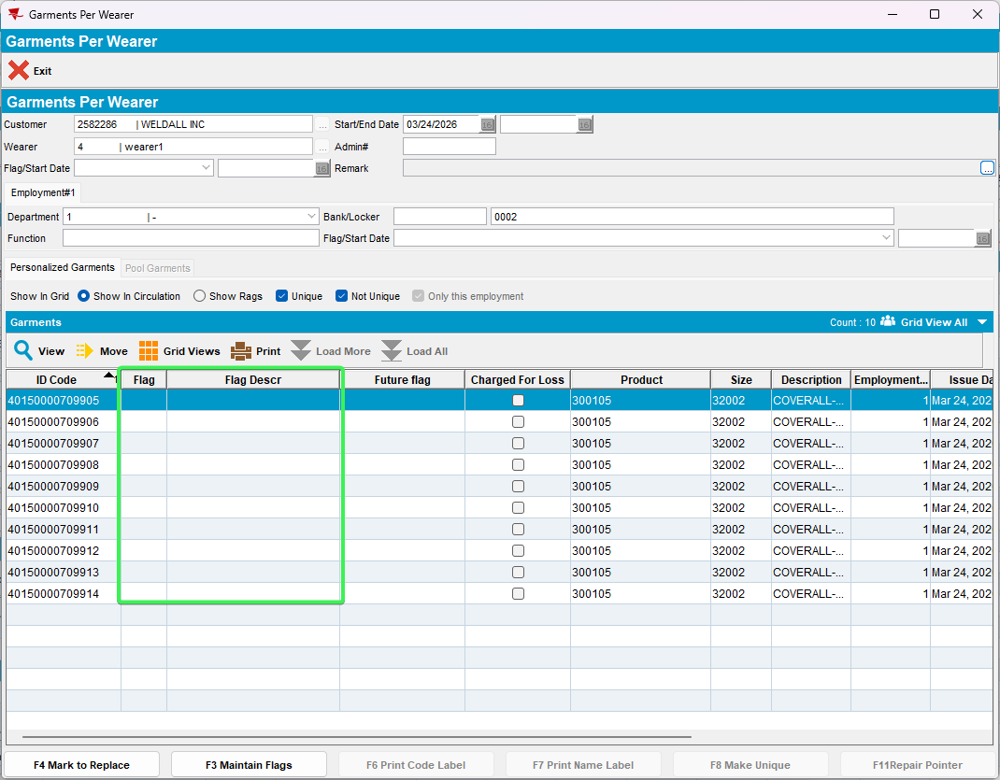 Garments Per Wearer
Garments Per Wearer
Exit
Garments Per Wearer
Customer 2582286 | WELDALL INC ... Start/End Date 03/24/2026 16 16
Wearer 4 | wearer1 ... Admin#
Flag/Start Date 16 Remark ...
Employment#1
Department 1 | - Bank/Locker 0002
Function Flag/Start Date 16
Personalized Garments Pool Garments
Show In Grid Show In Circulation Show Rags Unique Not Unique Only this employment
Garments Count : 10 Grid View All
View Move Grid Views Print Load More Load All
ID Code 1 Flag Flag Descr Future flag Charged For Loss Product Size Description Employment... Issue Da
40150000709905 300105 32002 COVERALL-... 1 Mar 24, 202
40150000709906 300105 32002 COVERALL-... 1 Mar 24, 202
40150000709907 300105 32002 COVERALL-... 1 Mar 24, 202
40150000709908 300105 32002 COVERALL-... 1 Mar 24, 202
40150000709909 300105 32002 COVERALL-... 1 Mar 24, 202
40150000709910 300105 32002 COVERALL-... 1 Mar 24, 202
40150000709911 300105 32002 COVERALL-... 1 Mar 24, 202
40150000709912 300105 32002 COVERALL-... 1 Mar 24, 202
40150000709913 300105 32002 COVERALL-... 1 Mar 24, 202
40150000709914 300105 32002 COVERALL-... 1 Mar 24, 202
F4 Mark to Replace F3 Maintain Flags F6 Print Code Label F7 Print Name Label F8 Make Unique F11Repair Pointer